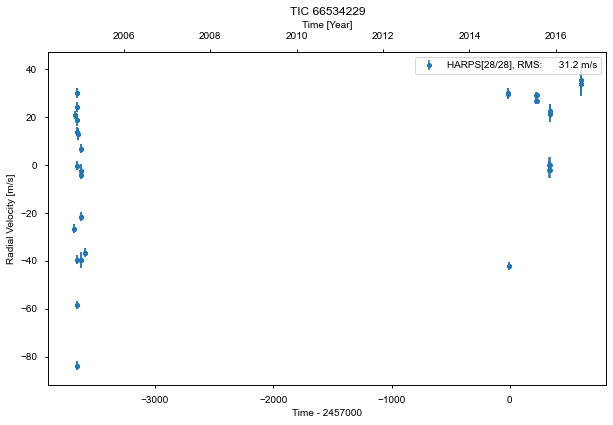 TIC 66534229
Time [Year]
2006 2008 2010 2012 2014 2016
HARPS[28/28], RMS: 31.2 m/s
40
20
0
−20
−40
−60
−80
Radial Velocity [m/s]
−3000 −2000 −1000 0
Time - 2457000